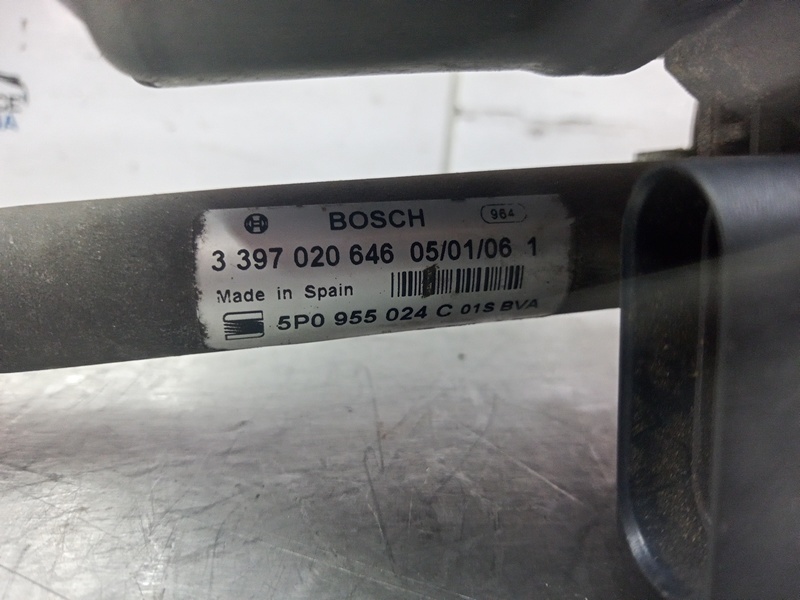 BOSCH 964
3 397 020 646 05/01/06 1
Made in Spain
5P0 955 024 C 01S BVA